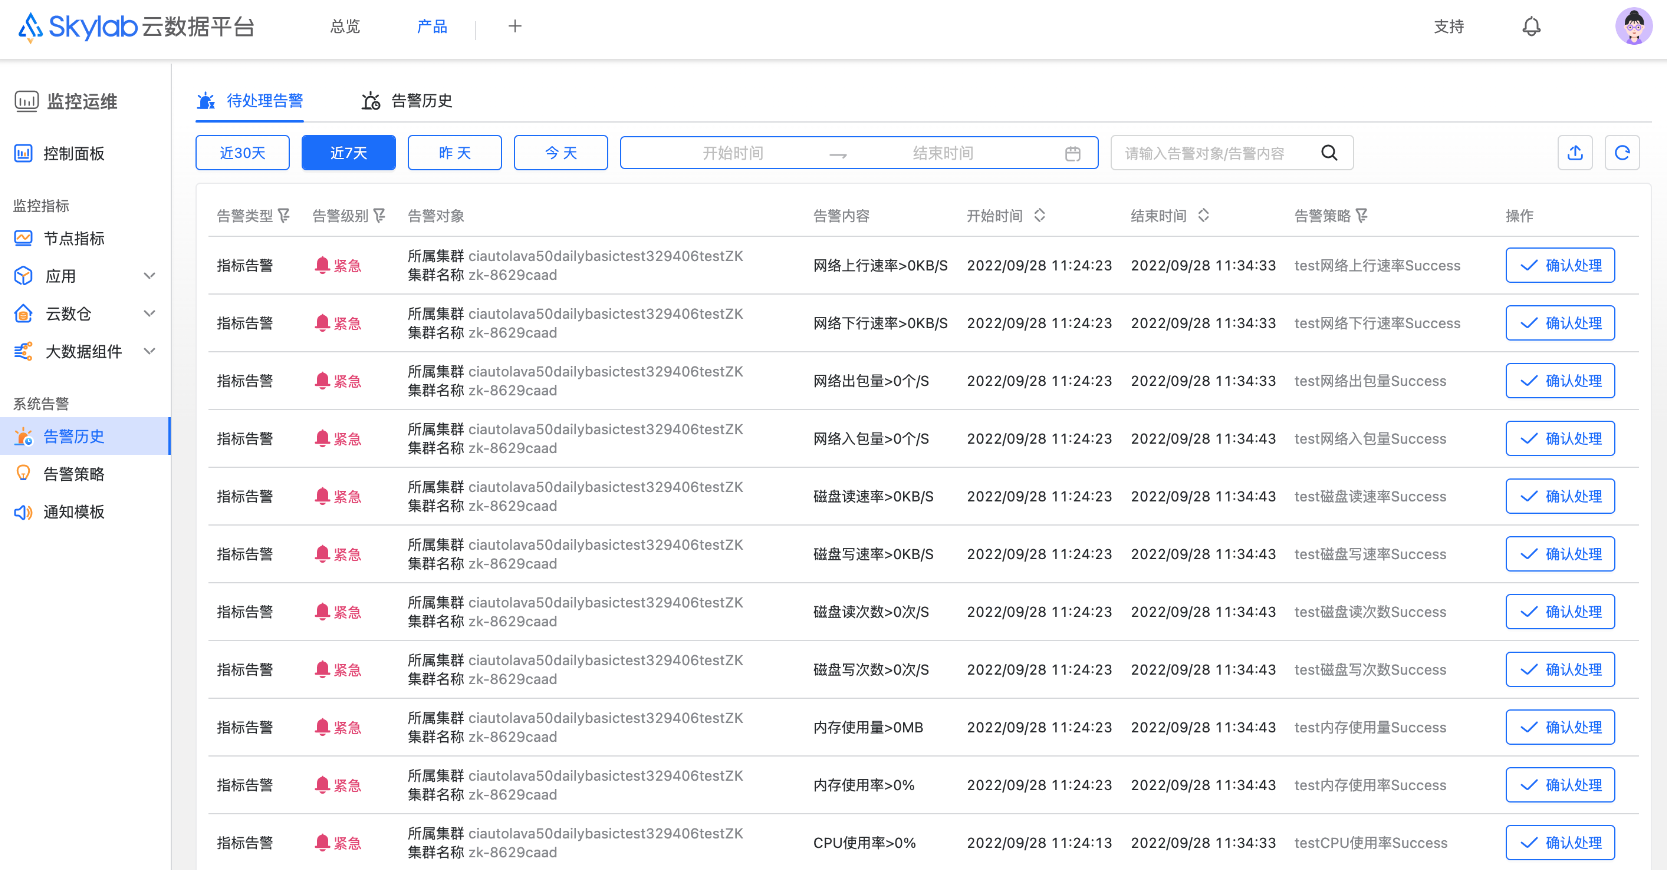 Skylab 云数据平台 总览 产品 支持
监控运维
控制面板
监控指标
节点指标
应用
云数仓
大数据组件
系统告警
告警历史
告警策略
通知模板
待处理告警 告警历史
近30天 近7天 昨 天 今 天 开始时间 结束时间 请输入告警对象/告警内容
告警类型 告警级别 告警对象 告警内容 开始时间 结束时间 告警策略 操作
指标告警 紧急 所属集群 ciautolava50dailybasictest329406testZK
集群名称 zk-8629caad 网络上行速率>0KB/S 2022/09/28 11:24:23 2022/09/28 11:34:33 test网络上行速率Success 确认处理
指标告警 紧急 所属集群 ciautolava50dailybasictest329406testZK
集群名称 zk-8629caad 网络下行速率>0KB/S 2022/09/28 11:24:23 2022/09/28 11:34:33 test网络下行速率Success 确认处理
指标告警 紧急 所属集群 ciautolava50dailybasictest329406testZK
集群名称 zk-8629caad 网络出包量>0个/S 2022/09/28 11:24:23 2022/09/28 11:34:33 test网络出包量Success 确认处理
指标告警 紧急 所属集群 ciautolava50dailybasictest329406testZK
集群名称 zk-8629caad 网络入包量>0个/S 2022/09/28 11:24:23 2022/09/28 11:34:43 test网络入包量Success 确认处理
指标告警 紧急 所属集群 ciautolava50dailybasictest329406testZK
集群名称 zk-8629caad 磁盘读速率>0KB/S 2022/09/28 11:24:23 2022/09/28 11:34:43 test磁盘读速率Success 确认处理
指标告警 紧急 所属集群 ciautolava50dailybasictest329406testZK
集群名称 zk-8629caad 磁盘写速率>0KB/S 2022/09/28 11:24:23 2022/09/28 11:34:43 test磁盘写速率Success 确认处理
指标告警 紧急 所属集群 ciautolava50dailybasictest329406testZK
集群名称 zk-8629caad 磁盘读次数>0次/S 2022/09/28 11:24:23 2022/09/28 11:34:43 test磁盘读次数Success 确认处理
指标告警 紧急 所属集群 ciautolava50dailybasictest329406testZK
集群名称 zk-8629caad 磁盘写次数>0次/S 2022/09/28 11:24:23 2022/09/28 11:34:43 test磁盘写次数Success 确认处理
指标告警 紧急 所属集群 ciautolava50dailybasictest329406testZK
集群名称 zk-8629caad 内存使用量>0MB 2022/09/28 11:24:23 2022/09/28 11:34:43 test内存使用量Success 确认处理
指标告警 紧急 所属集群 ciautolava50dailybasictest329406testZK
集群名称 zk-8629caad 内存使用率>0% 2022/09/28 11:24:23 2022/09/28 11:34:43 test内存使用率Success 确认处理
指标告警 紧急 所属集群 ciautolava50dailybasictest329406testZK
集群名称 zk-8629caad CPU使用率>0% 2022/09/28 11:24:13 2022/09/28 11:34:33 testCPU使用率Success 确认处理